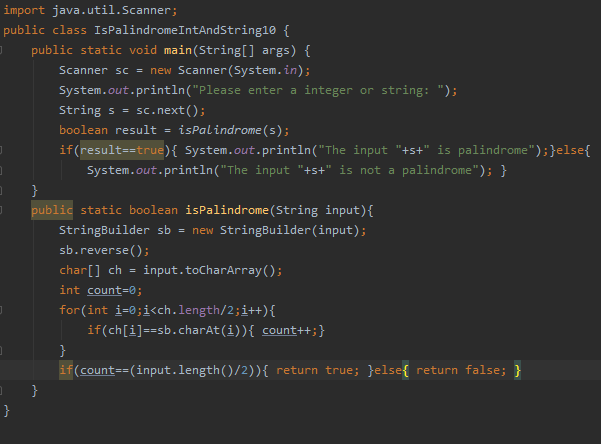 import java.util.Scanner;
public class IsPalindromeIntAndString10 {
    public static void main(String[] args) {
        Scanner sc = new Scanner(System.in);
        System.out.println("Please enter a integer or string: ");
        String s = sc.next();
        boolean result = isPalindrome(s);
        if(result==true){ System.out.println("The input "+s+" is palindrome");}else{
            System.out.println("The input "+s+" is not a palindrome"); }
    }
    public static boolean isPalindrome(String input){
        StringBuilder sb = new StringBuilder(input);
        sb.reverse();
        char[] ch = input.toCharArray();
        int count=0;
        for(int i=0;i<ch.length/2;i++){
            if(ch[i]==sb.charAt(i)){ count++;}
        }
        if(count==(input.length()/2)){ return true; }else{ return false; }
    }
}